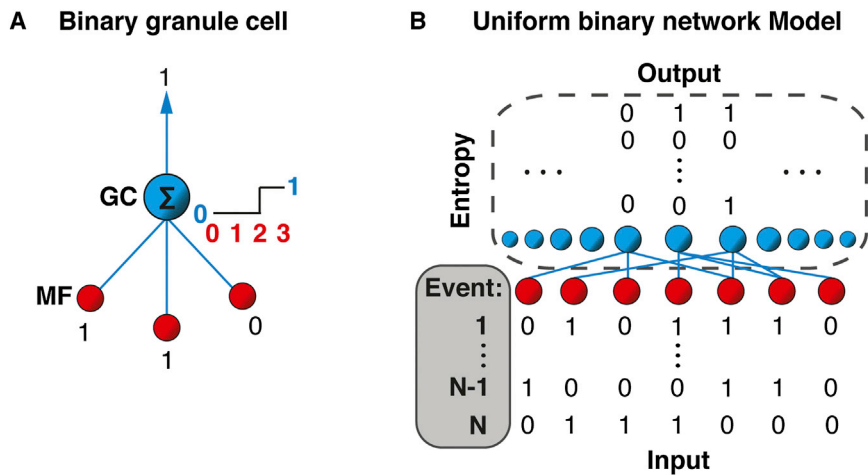 A Binary granule cell
1
GC Σ
0 1
0 1 2 3
MF
1 1 0
B Uniform binary network Model
Output
Entropy
0 1 1
0 0 0
... ⋮ ...
0 0 1
Event:
1 0 1 0 1 1 1 0
⋮ ⋮
N-1 1 0 0 0 1 1 0
N 0 1 1 1 0 0 0
Input